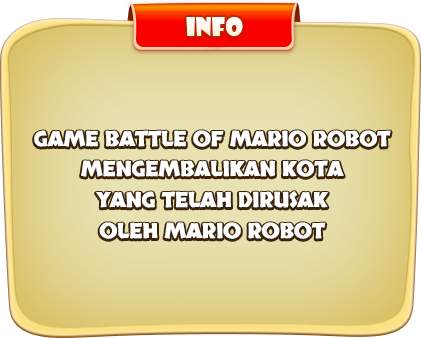 INFO
GAME BATTLE OF MARIO ROBOT
MENGEMBALIKAN KOTA
YANG TELAH DIRUSAK
OLEH MARIO ROBOT